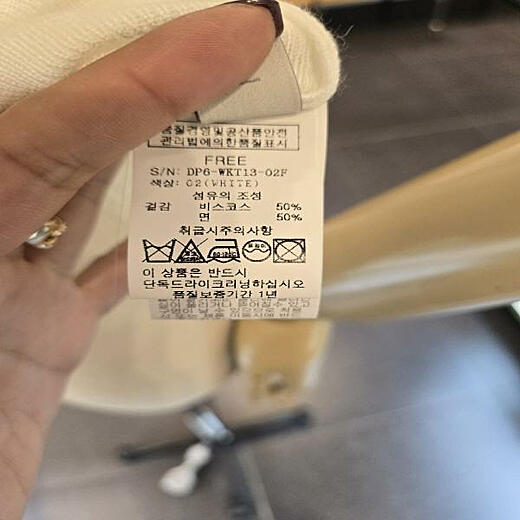 품질경영및공산품안전
관리법에의한품질표시
FREE
S/N: DP6-WKT13-02F
색상: 02(WHITE)
섬유의 조성
겉감 비스코스 50%
면 50%
취급시주의사항
이 상품은 반드시
단독드라이크리닝하십시오
품질보증기간 1년